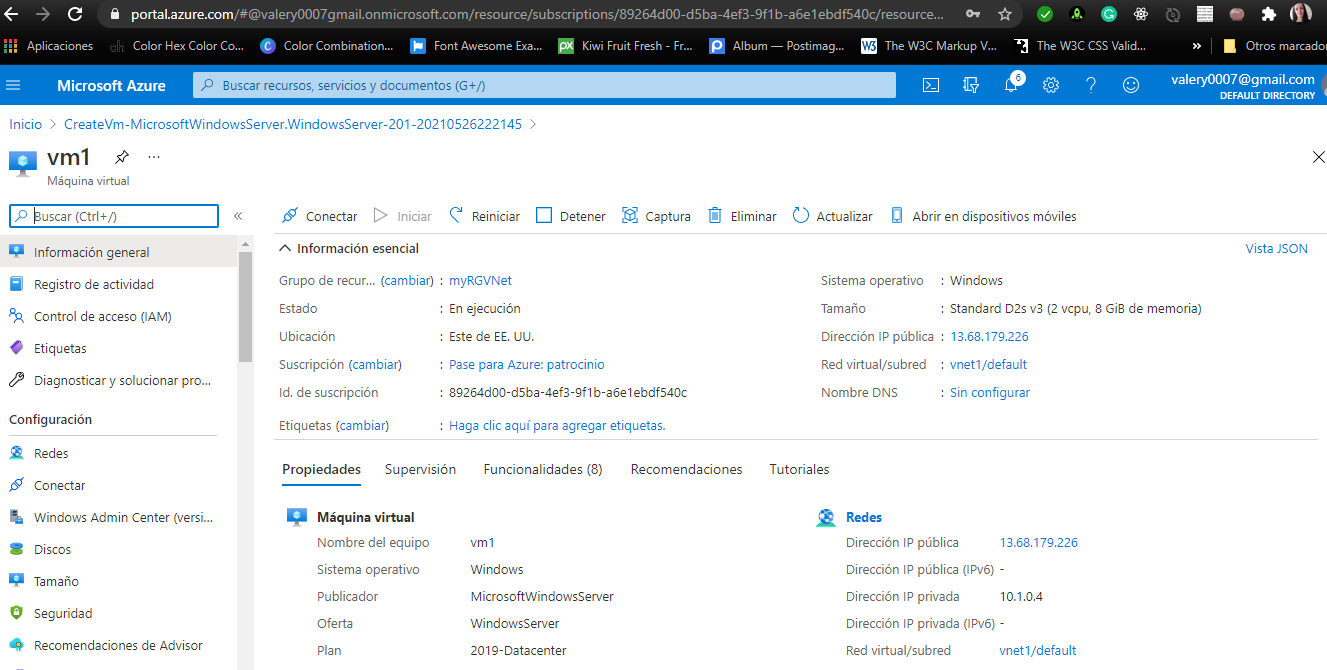 portal.azure.com/#@valery0007gmail.onmicrosoft.com/resource/subscriptions/89264d00-d5ba-4ef3-9f1b-a6e1ebdf540c/resource...
Aplicaciones Color Hex Color Co... Color Combination... Font Awesome Exa... Kiwi Fruit Fresh - Fr... Album — Postimag... The W3C Markup V... The W3C CSS Valid... » Otros marcador
Microsoft Azure Buscar recursos, servicios y documentos (G+/) 6 valery0007@gmail.com
DEFAULT DIRECTORY
Inicio > CreateVm-MicrosoftWindowsServer.WindowsServer-201-20210526222145 >
vm1 ...
Máquina virtual
Buscar (Ctrl+/) «
Conectar Iniciar Reiniciar Detener Captura Eliminar Actualizar Abrir en dispositivos móviles
Información general
Registro de actividad
Control de acceso (IAM)
Etiquetas
Diagnosticar y solucionar pro...
Configuración
Redes
Conectar
Windows Admin Center (versi...
Discos
Tamaño
Seguridad
Recomendaciones de Advisor
Información esencial Vista JSON
Grupo de recur... (cambiar) : myRGVNet
Estado : En ejecución
Ubicación : Este de EE. UU.
Suscripción (cambiar) : Pase para Azure: patrocinio
Id. de suscripción : 89264d00-d5ba-4ef3-9f1b-a6e1ebdf540c
Etiquetas (cambiar) : Haga clic aquí para agregar etiquetas.
Sistema operativo : Windows
Tamaño : Standard D2s v3 (2 vcpu, 8 GiB de memoria)
Dirección IP pública : 13.68.179.226
Red virtual/subred : vnet1/default
Nombre DNS : Sin configurar
Propiedades Supervisión Funcionalidades (8) Recomendaciones Tutoriales
Máquina virtual
Nombre del equipo vm1
Sistema operativo Windows
Publicador MicrosoftWindowsServer
Oferta WindowsServer
Plan 2019-Datacenter
Redes
Dirección IP pública 13.68.179.226
Dirección IP pública (IPv6) -
Dirección IP privada 10.1.0.4
Dirección IP privada (IPv6) -
Red virtual/subred vnet1/default